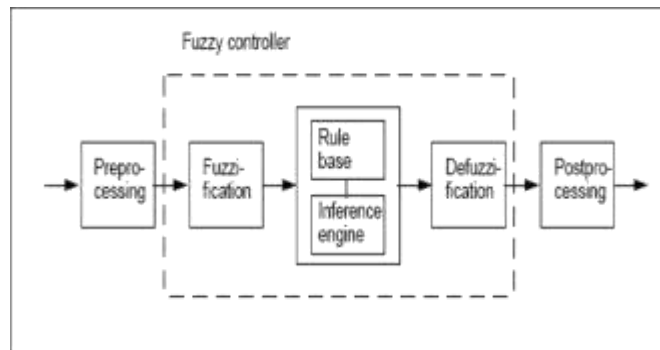 Fuzzy controller
Prepro-
cessing
Fuzzi-
fication
Rule
base
Inference
engine
Defuzzi-
fication
Postpro-
cessing